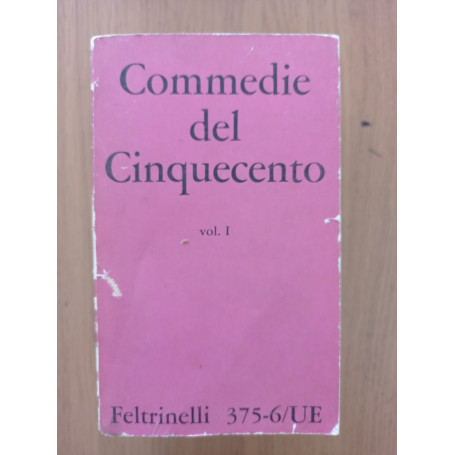 Commedie
del
Cinquecento
vol. I
Feltrinelli 375-6/UE